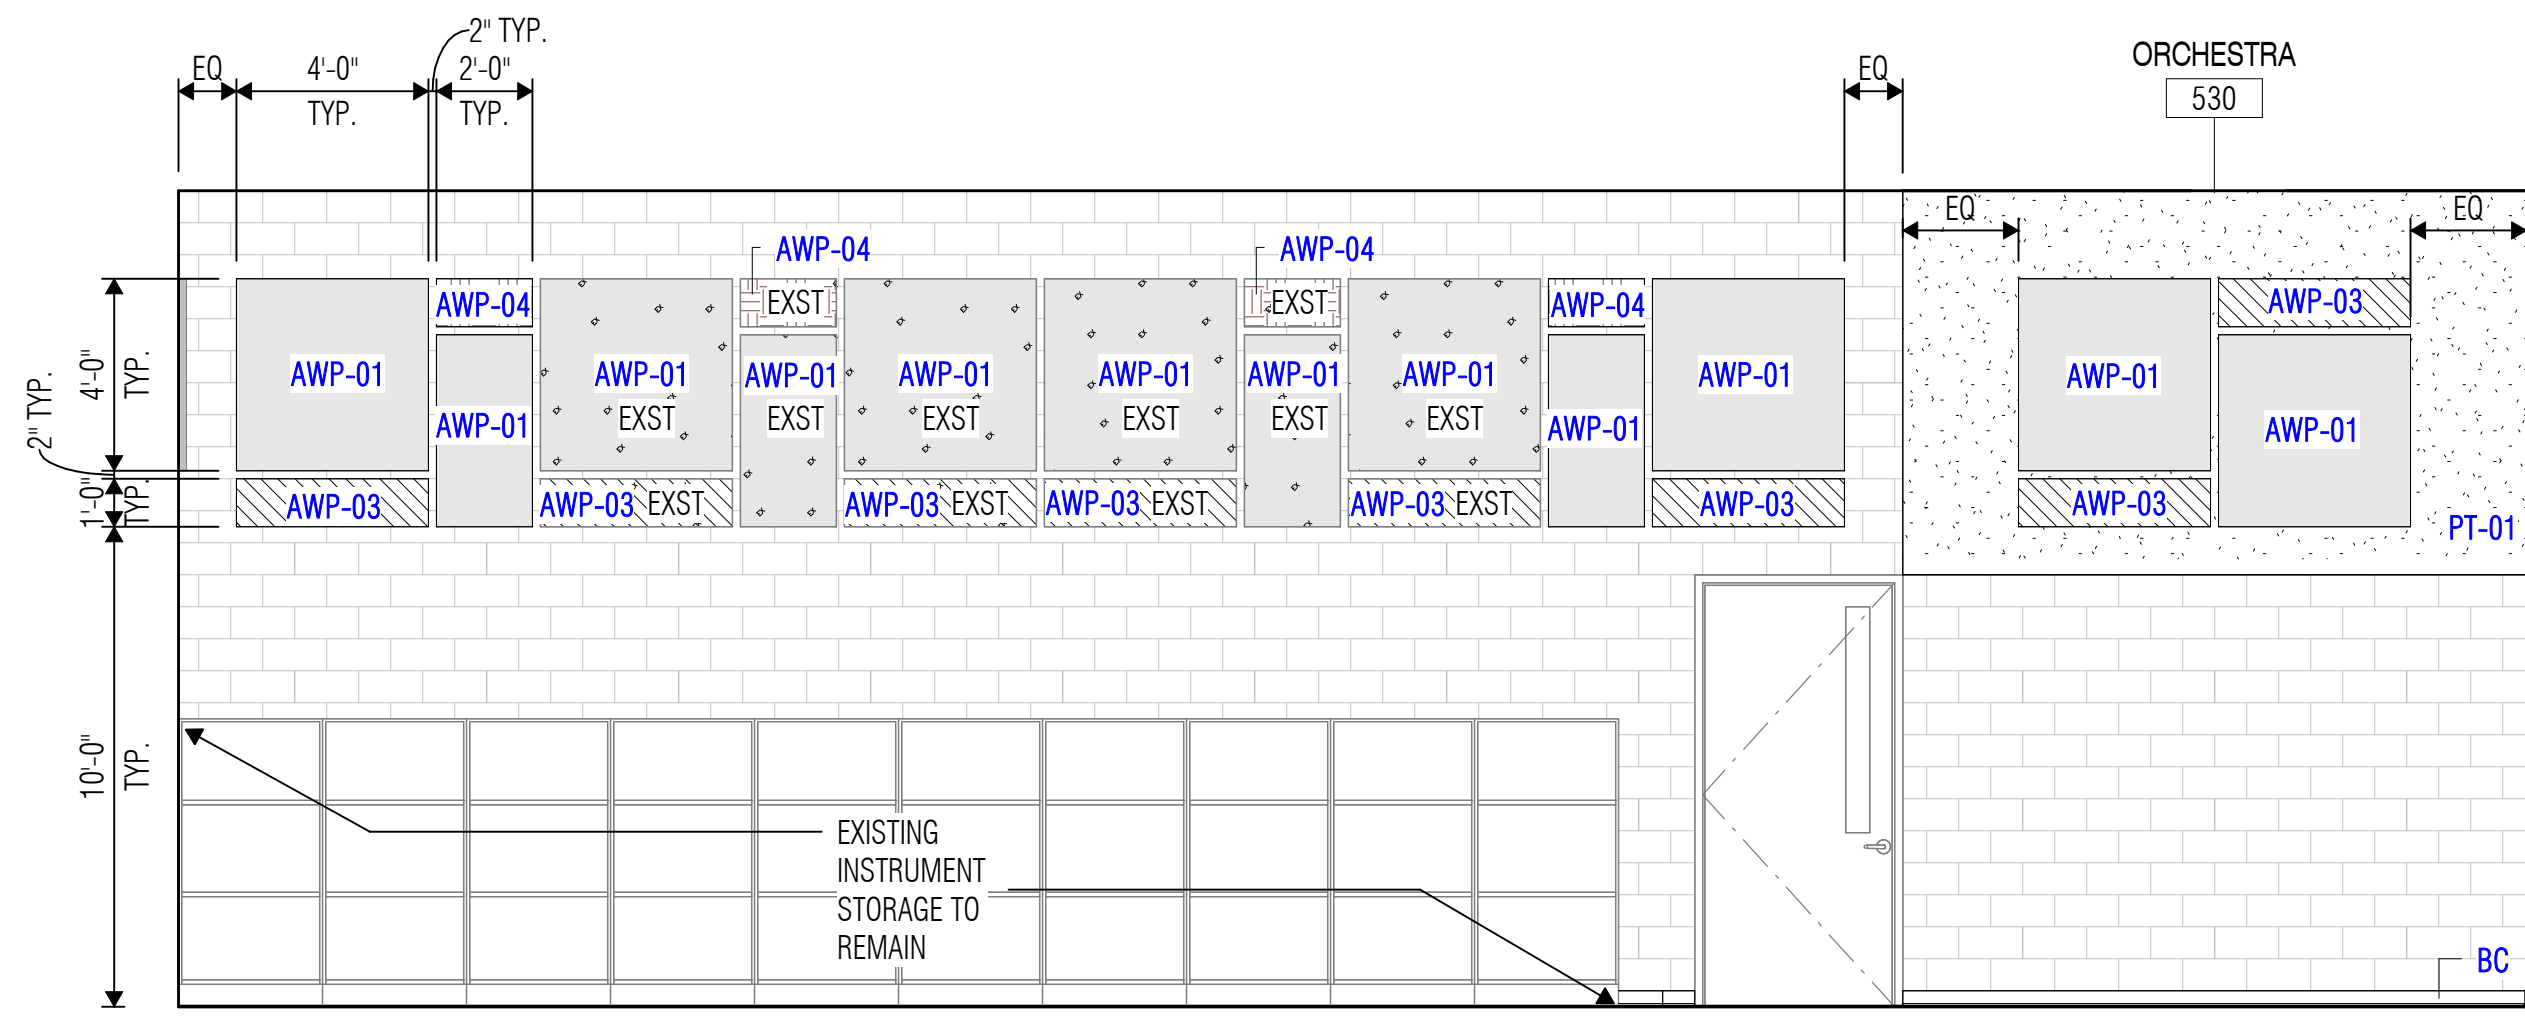 2" TYP.
EQ
4'-0"
TYP.
2'-0"
TYP.
EQ
ORCHESTRA
530
EQ
EQ
AWP-04
AWP-04
AWP-01
AWP-04
AWP-01
EXST
EXST
AWP-01
EXST
AWP-01
EXST
AWP-01
EXST
EXST
AWP-01
EXST
AWP-01
EXST
AWP-04
AWP-01
AWP-01
AWP-03
AWP-01
AWP-01
AWP-01
AWP-01
AWP-03
AWP-03 EXST
AWP-03 EXST
AWP-03 EXST
AWP-03 EXST
AWP-03
AWP-03
PT-01
4'-0"
TYP.
2" TYP.
1'-0"
TYP.
10'-0"
TYP.
EXISTING
INSTRUMENT
STORAGE TO
REMAIN
BC